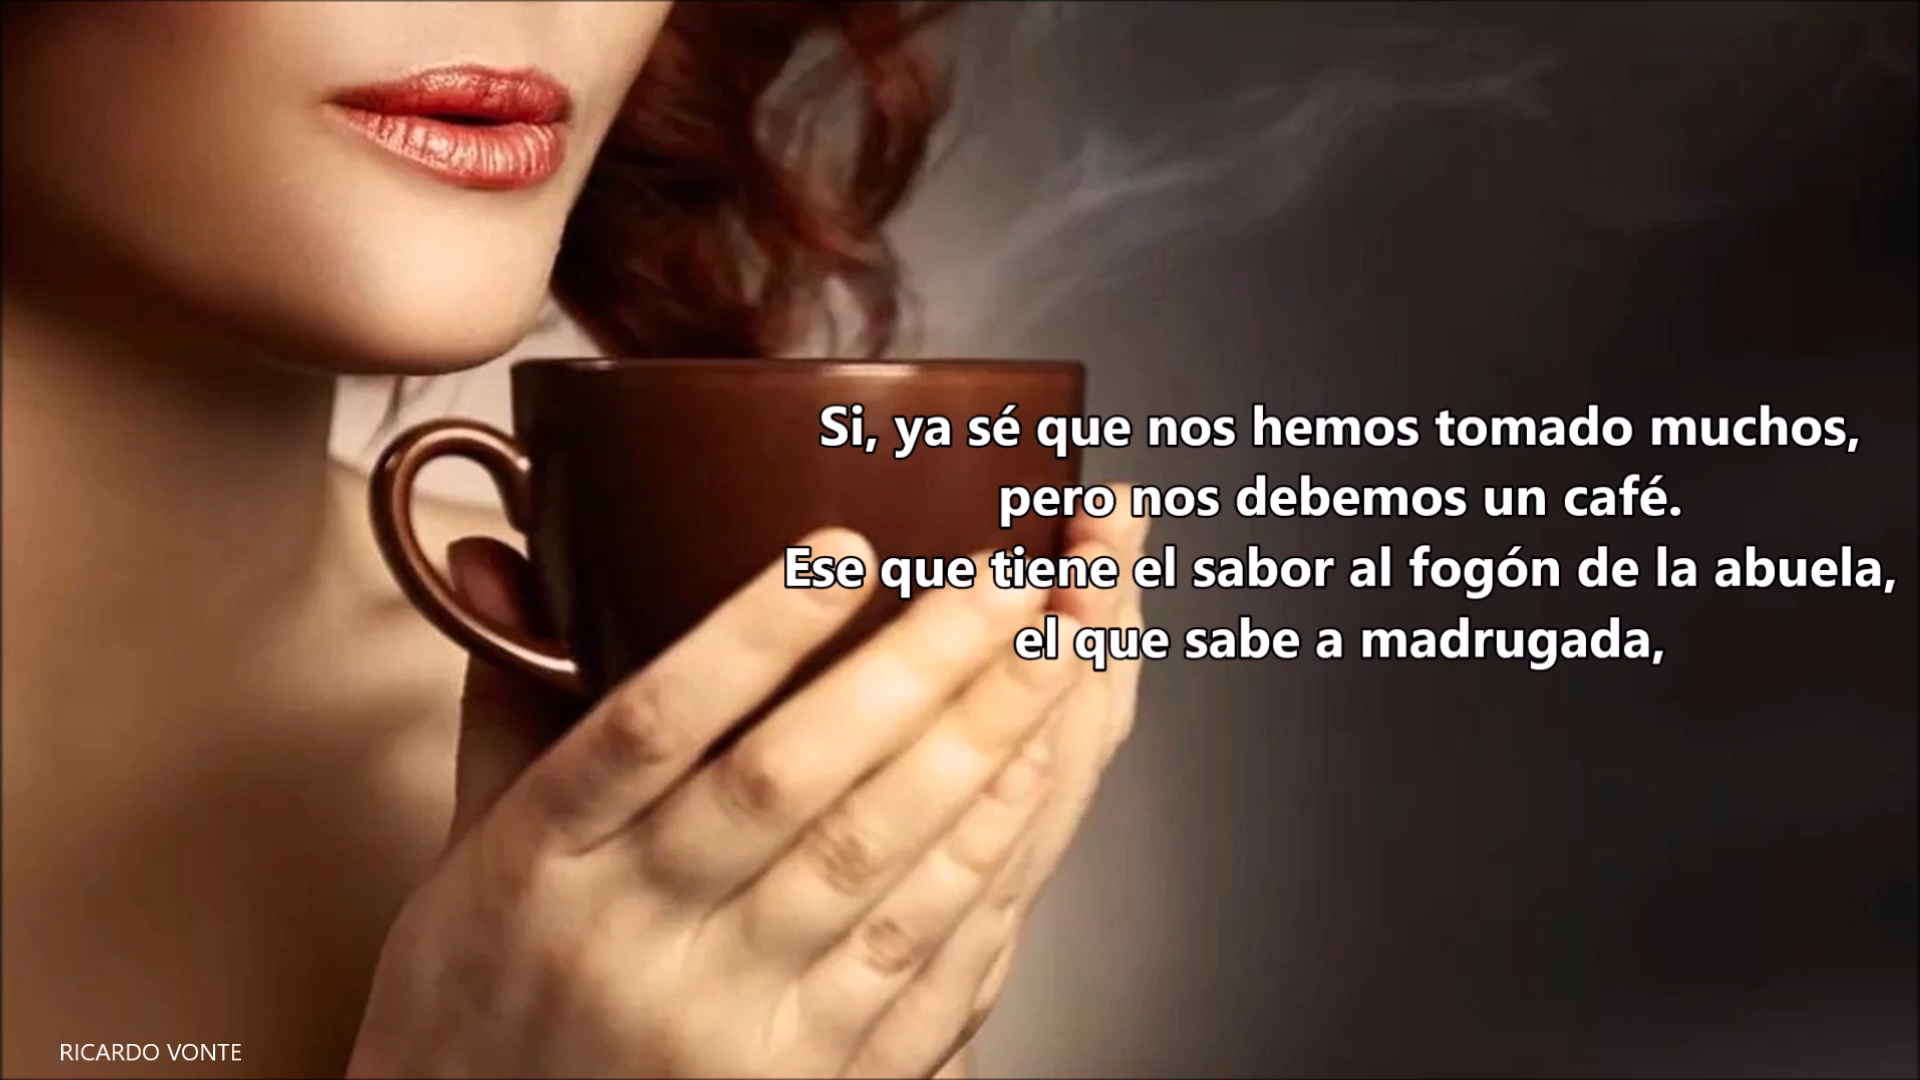 Si, ya sé que nos hemos tomado muchos,
pero nos debemos un café.
Ese que tiene el sabor al fogón de la abuela,
el que sabe a madrugada,
RICARDO VONTE